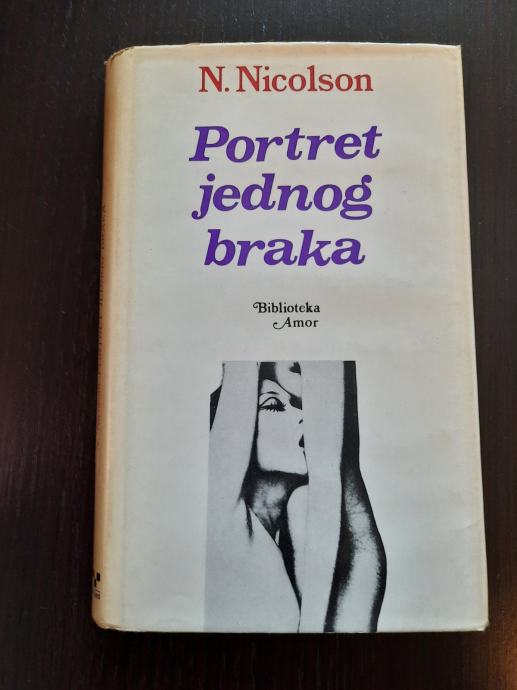 N. Nicolson
Portret
jednog
braka
Biblioteka
Amor